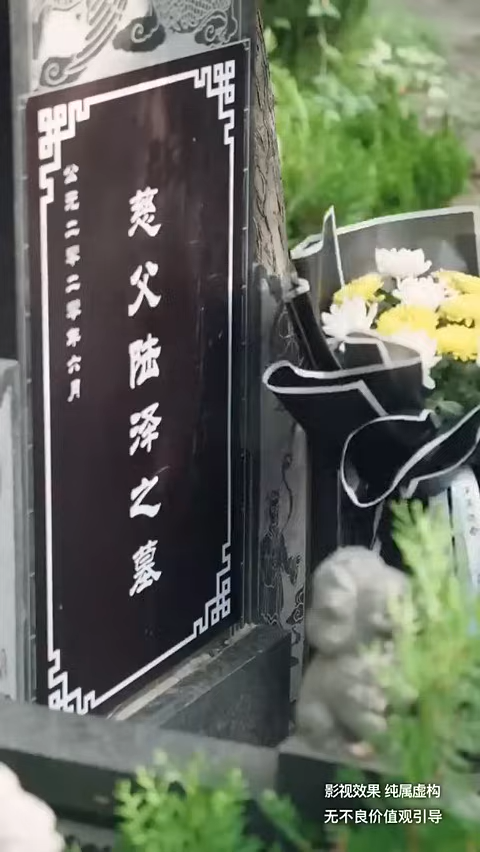 慈父陆泽之墓
公元二零二零年六月
影视效果 纯属虚构
无不良价值观引导